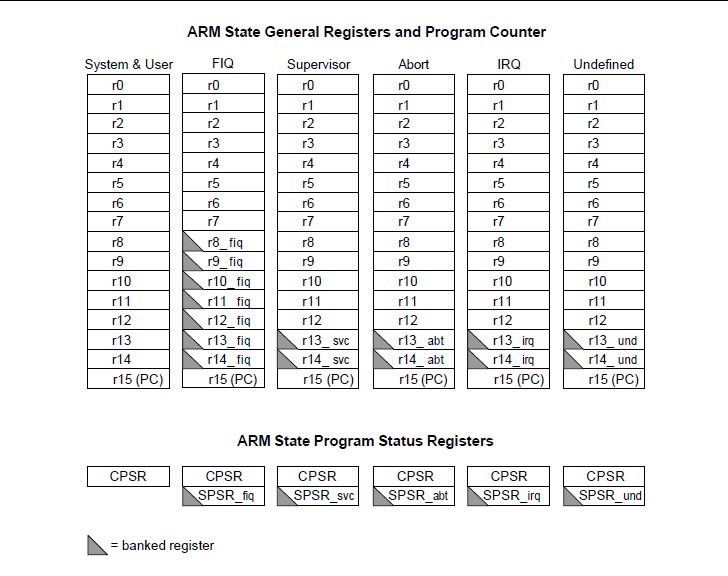 ARM State General Registers and Program Counter
System & User FIQ Supervisor Abort IRQ Undefined
r0 r0 r0 r0 r0 r0
r1 r1 r1 r1 r1 r1
r2 r2 r2 r2 r2 r2
r3 r3 r3 r3 r3 r3
r4 r4 r4 r4 r4 r4
r5 r5 r5 r5 r5 r5
r6 r6 r6 r6 r6 r6
r7 r7 r7 r7 r7 r7
r8 r8_fiq r8 r8 r8 r8
r9 r9_fiq r9 r9 r9 r9
r10 r10_fiq r10 r10 r10 r10
r11 r11_fiq r11 r11 r11 r11
r12 r12_fiq r12 r12 r12 r12
r13 r13_fiq r13_svc r13_abt r13_irq r13_und
r14 r14_fiq r14_svc r14_abt r14_irq r14_und
r15 (PC) r15 (PC) r15 (PC) r15 (PC) r15 (PC) r15 (PC)
ARM State Program Status Registers
CPSR CPSR CPSR CPSR CPSR CPSR
SPSR_fiq SPSR_svc SPSR_abt SPSR_irq SPSR_und
= banked register